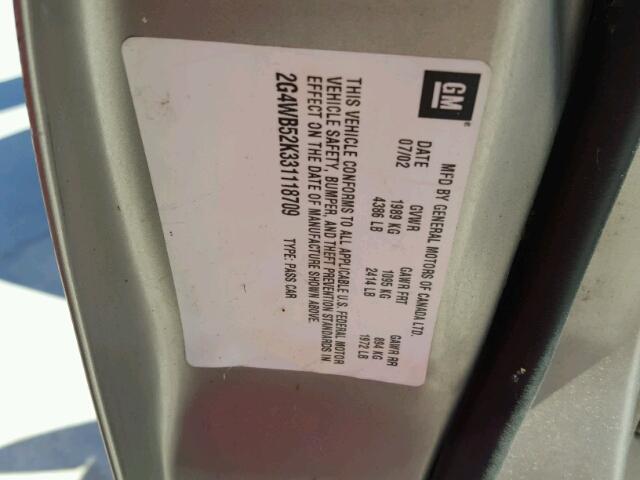 GM
MFD BY GENERAL MOTORS OF CANADA LTD.
DATE GVWR GAWR FRT GAWR RR
07/02 1989 KG 1095 KG 894 KG
4386 LB 2414 LB 1972 LB
THIS VEHICLE CONFORMS TO ALL APPLICABLE U.S. FEDERAL MOTOR
VEHICLE SAFETY, BUMPER, AND THEFT PREVENTION STANDARDS IN
EFFECT ON THE DATE OF MANUFACTURE SHOWN ABOVE.
2G4WB52K331118709 TYPE: PASS CAR